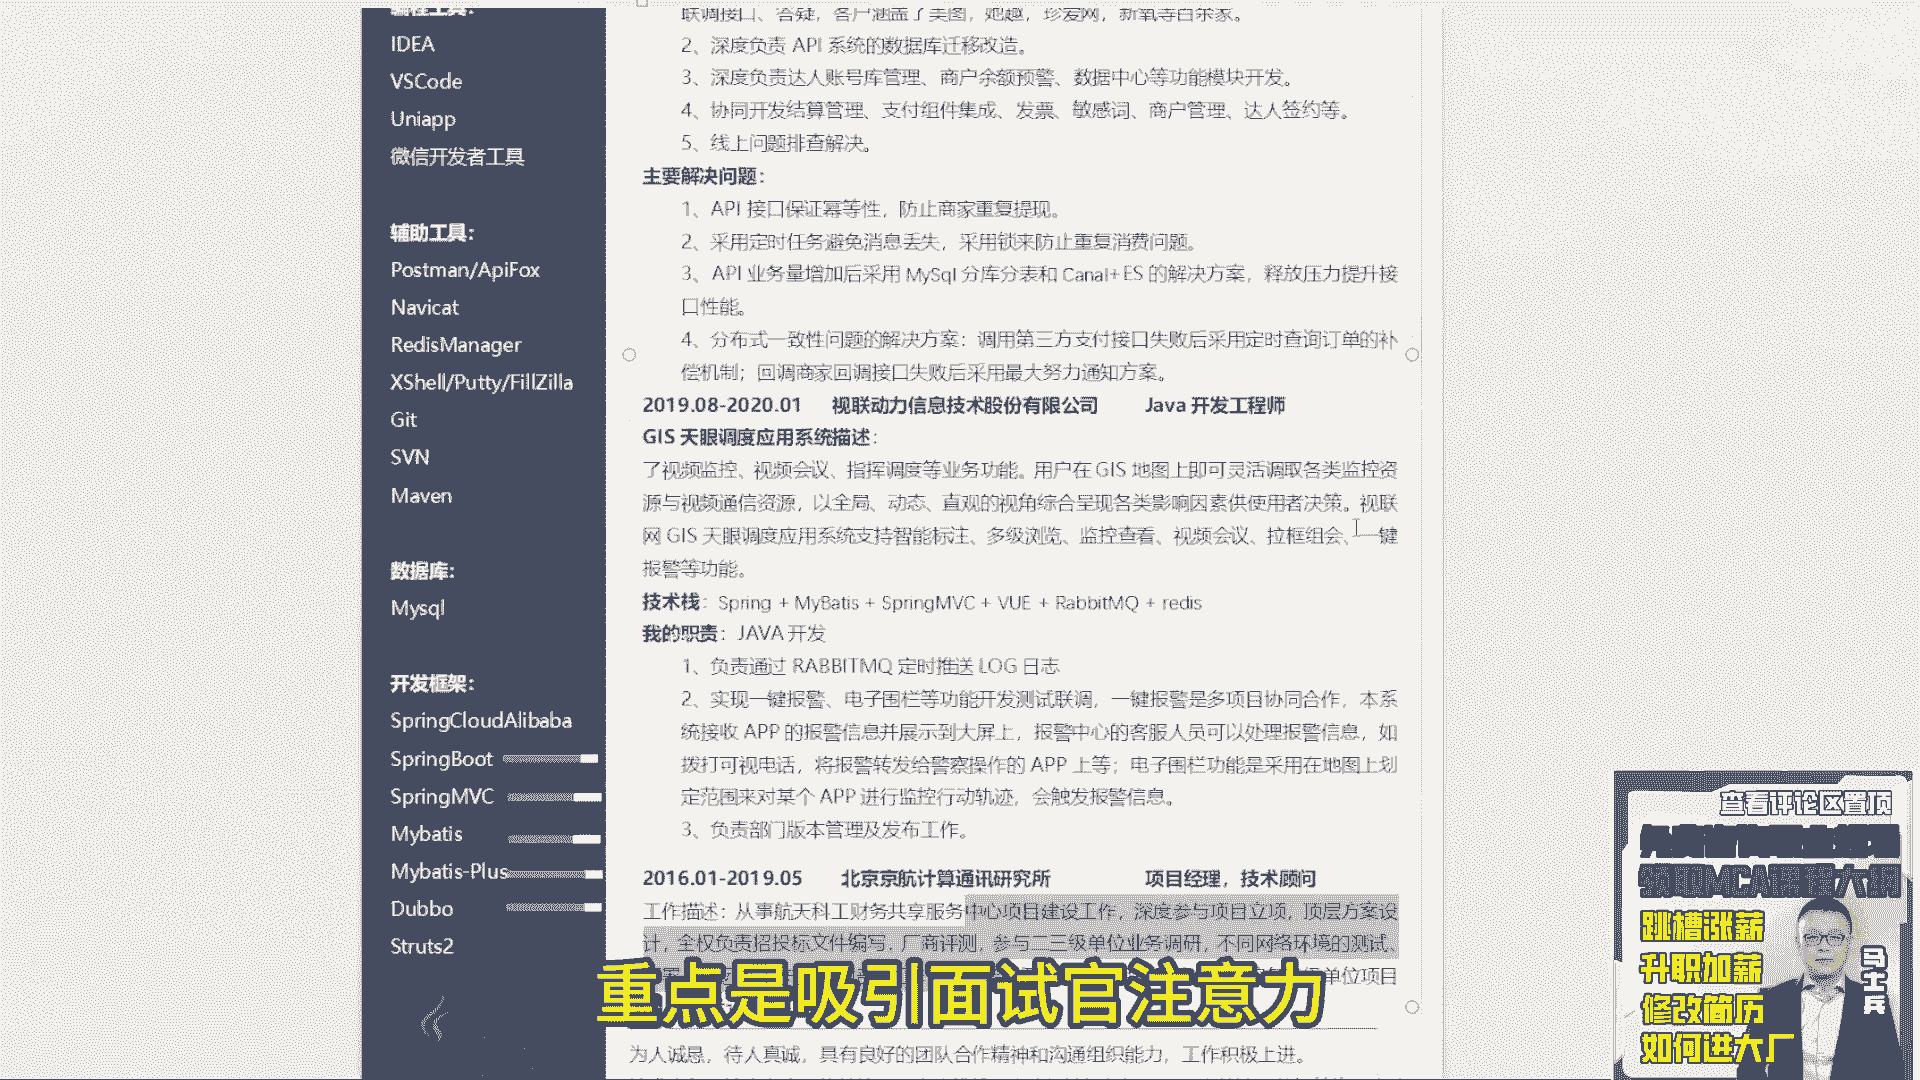 编程工具:
IDEA
VSCode
Uniapp
微信开发者工具
辅助工具:
Postman/ApiFox
Navicat
RedisManager
XShell/Putty/FillZilla
Git
SVN
Maven
数据库:
Mysql
开发框架:
SpringCloudAlibaba
SpringBoot
SpringMVC
Mybatis
Mybatis-Plus
Dubbo
Struts2
联调接口、答疑，客户涵盖了美图，她趣，珍爱网，新氧等百余家。
2、深度负责 API 系统的数据库迁移改造。
3、深度负责达人账号库管理、商户余额预警、数据中心等功能模块开发。
4、协同开发结算管理、支付组件集成、发票、敏感词、商户管理、达人签约等。
5、线上问题排查解决。
主要解决问题：
1、API 接口保证幂等性，防止商家重复提现。
2、采用定时任务避免消息丢失，采用锁来防止重复消费问题。
3、API 业务量增加后采用 MySql 分库分表和 Canal+ES 的解决方案，释放压力提升接
口性能。
4、分布式一致性问题的解决方案：调用第三方支付接口失败后采用定时查询订单的补
偿机制；回调商家回调接口失败后采用最大努力通知方案。
2019.08-2020.01 视联动力信息技术股份有限公司 Java 开发工程师
GIS 天眼调度应用系统描述：
了视频监控、视频会议、指挥调度等业务功能。用户在 GIS 地图上即可灵活调取各类监控资
源与视频通信资源，以全局、动态、直观的视角综合呈现各类影响因素供使用者决策。视联
网 GIS 天眼调度应用系统支持智能标注、多级浏览、监控查看、视频会议、拉框组会、一键
报警等功能。
技术栈：Spring + MyBatis + SpringMVC + VUE + RabbitMQ + redis
我的职责：JAVA 开发
1、负责通过 RABBITMQ 定时推送 LOG 日志
2、实现一键报警、电子围栏等功能开发测试联调，一键报警是多项目协同合作，本系
统接收 APP 的报警信息并展示到大屏上，报警中心的客服人员可以处理报警信息，如
拨打可视电话，将报警转发给警察操作的 APP 上等；电子围栏功能是采用在地图上划
定范围来对某个 APP 进行监控行动轨迹，会触发报警信息。
3、负责部门版本管理及发布工作。
2016.01-2019.05 北京京航计算通讯研究所 项目经理，技术顾问
工作描述：从事航天科工财务共享服务中心项目建设工作，深度参与项目立项，顶层方案设
计，全权负责招投标文件编写，厂商评测，参与二三级单位业务调研，不同网络环境的测试、
级单位项目
重点是吸引面试官注意力
为人诚恳，待人真诚，具有良好的团队合作精神和沟通组织能力，工作积极上进。
查看评论区置顶
领取MCA课程大纲
跳槽涨薪
升职加薪
修改简历
如何进大厂
马士兵